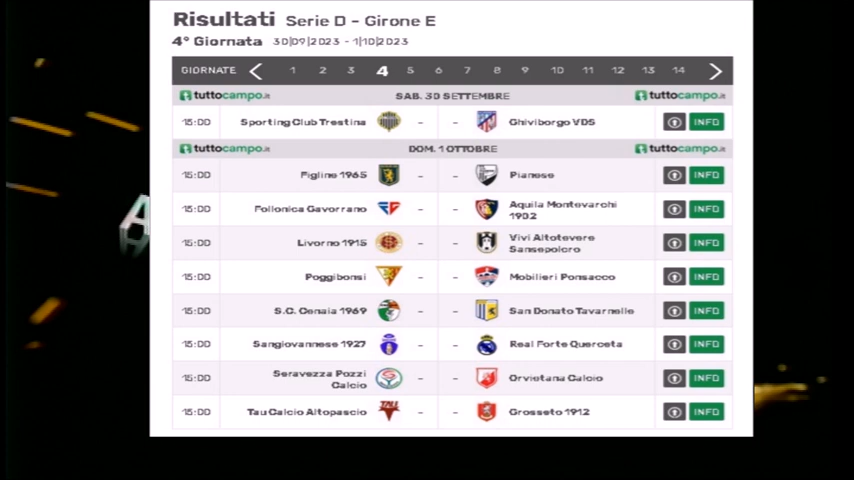 Risultati Serie D - Girone E
4° Giornata 30|09|2023 - 1|10|2023
GIORNATE 1 2 3 4 5 6 7 8 9 10 11 12 13 14
tuttocampo.it SAB. 30 SETTEMBRE tuttocampo.it
15:00 Sporting Club Trestina - - Ghiviborgo VDS INFO
tuttocampo.it DOM. 1 OTTOBRE tuttocampo.it
15:00 Figline 1965 - - Pianese INFO
15:00 Follonica Gavorrano - - Aquila Montevarchi
1902 INFO
15:00 Livorno 1915 - - Vivi Altotevere
Sansepolcro INFO
15:00 Poggibonsi - - Mobilieri Ponsacco INFO
15:00 S.C. Cenaia 1969 - - San Donato Tavarnelle INFO
15:00 Sangiovannese 1927 - - Real Forte Querceta INFO
15:00 Seravezza Pozzi
Calcio - - Orvietana Calcio INFO
15:00 Tau Calcio Altopascio TAU - - Grosseto 1912 INFO
A